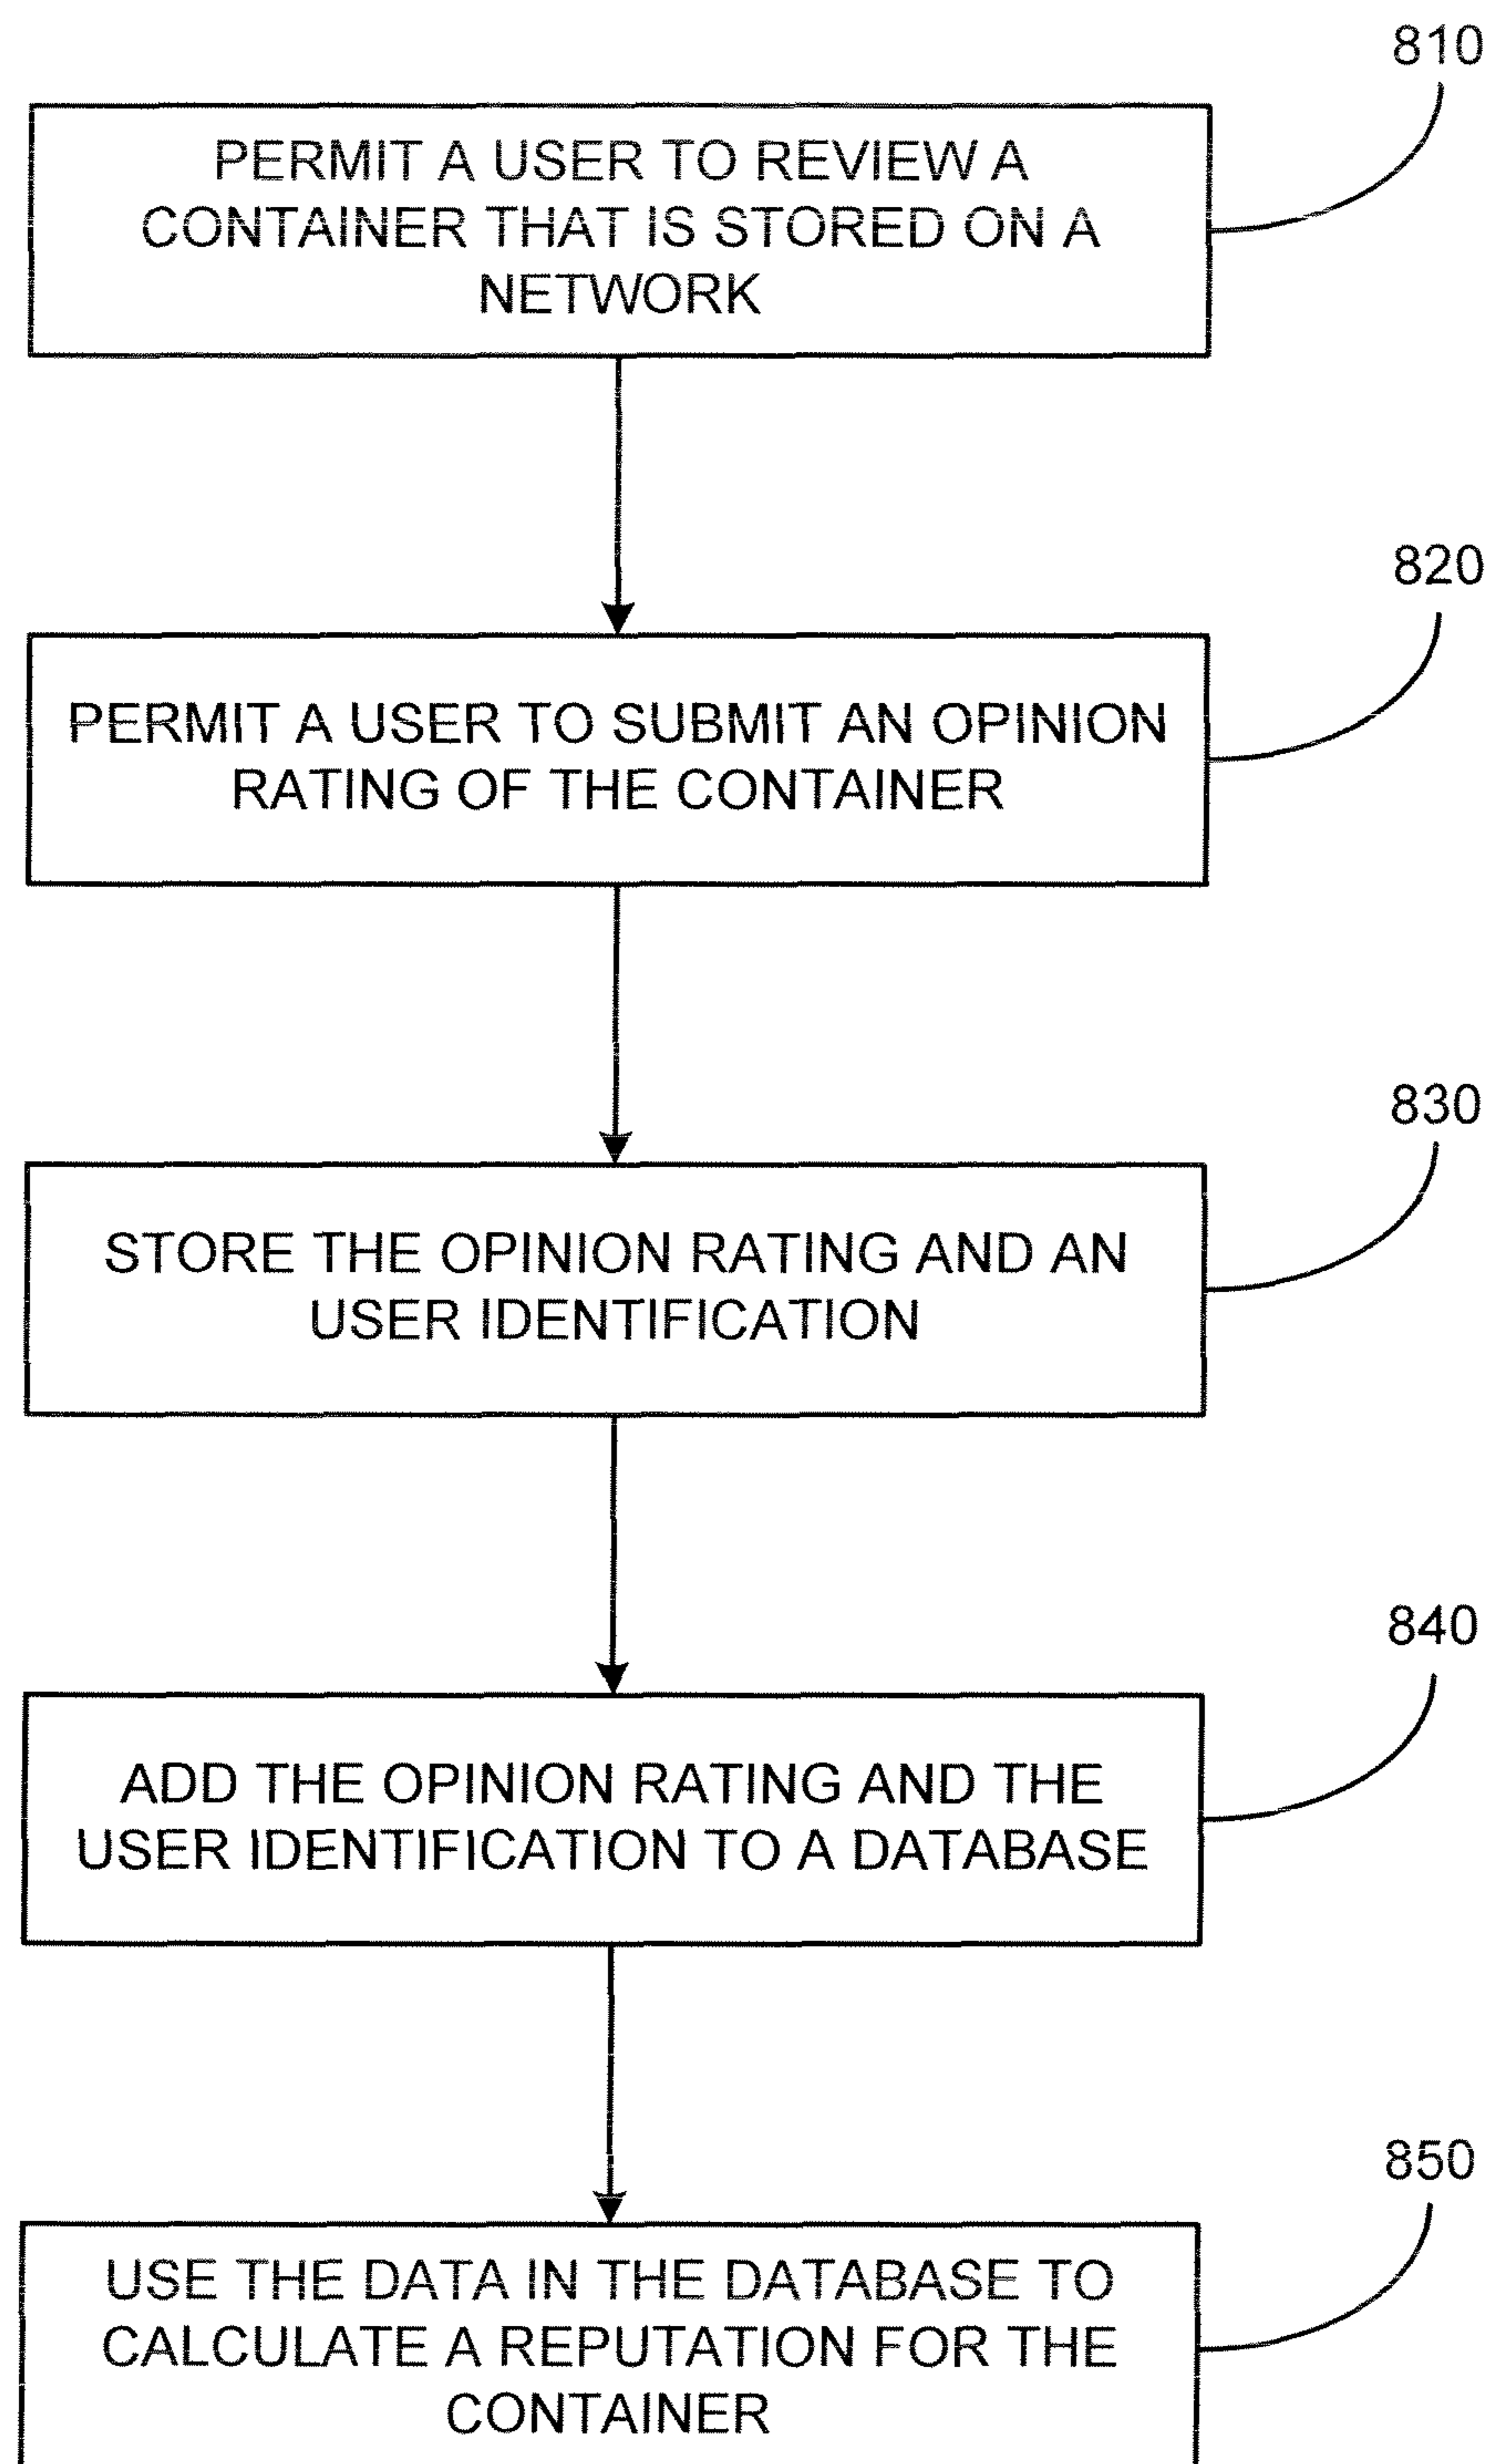 810
PERMIT A USER TO REVIEW A
CONTAINER THAT IS STORED ON A
NETWORK
820
PERMIT A USER TO SUBMIT AN OPINION
RATING OF THE CONTAINER
830
STORE THE OPINION RATING AND AN
USER IDENTIFICATION
840
ADD THE OPINION RATING AND THE
USER IDENTIFICATION TO A DATABASE
850
USE THE DATA IN THE DATABASE TO
CALCULATE A REPUTATION FOR THE
CONTAINER